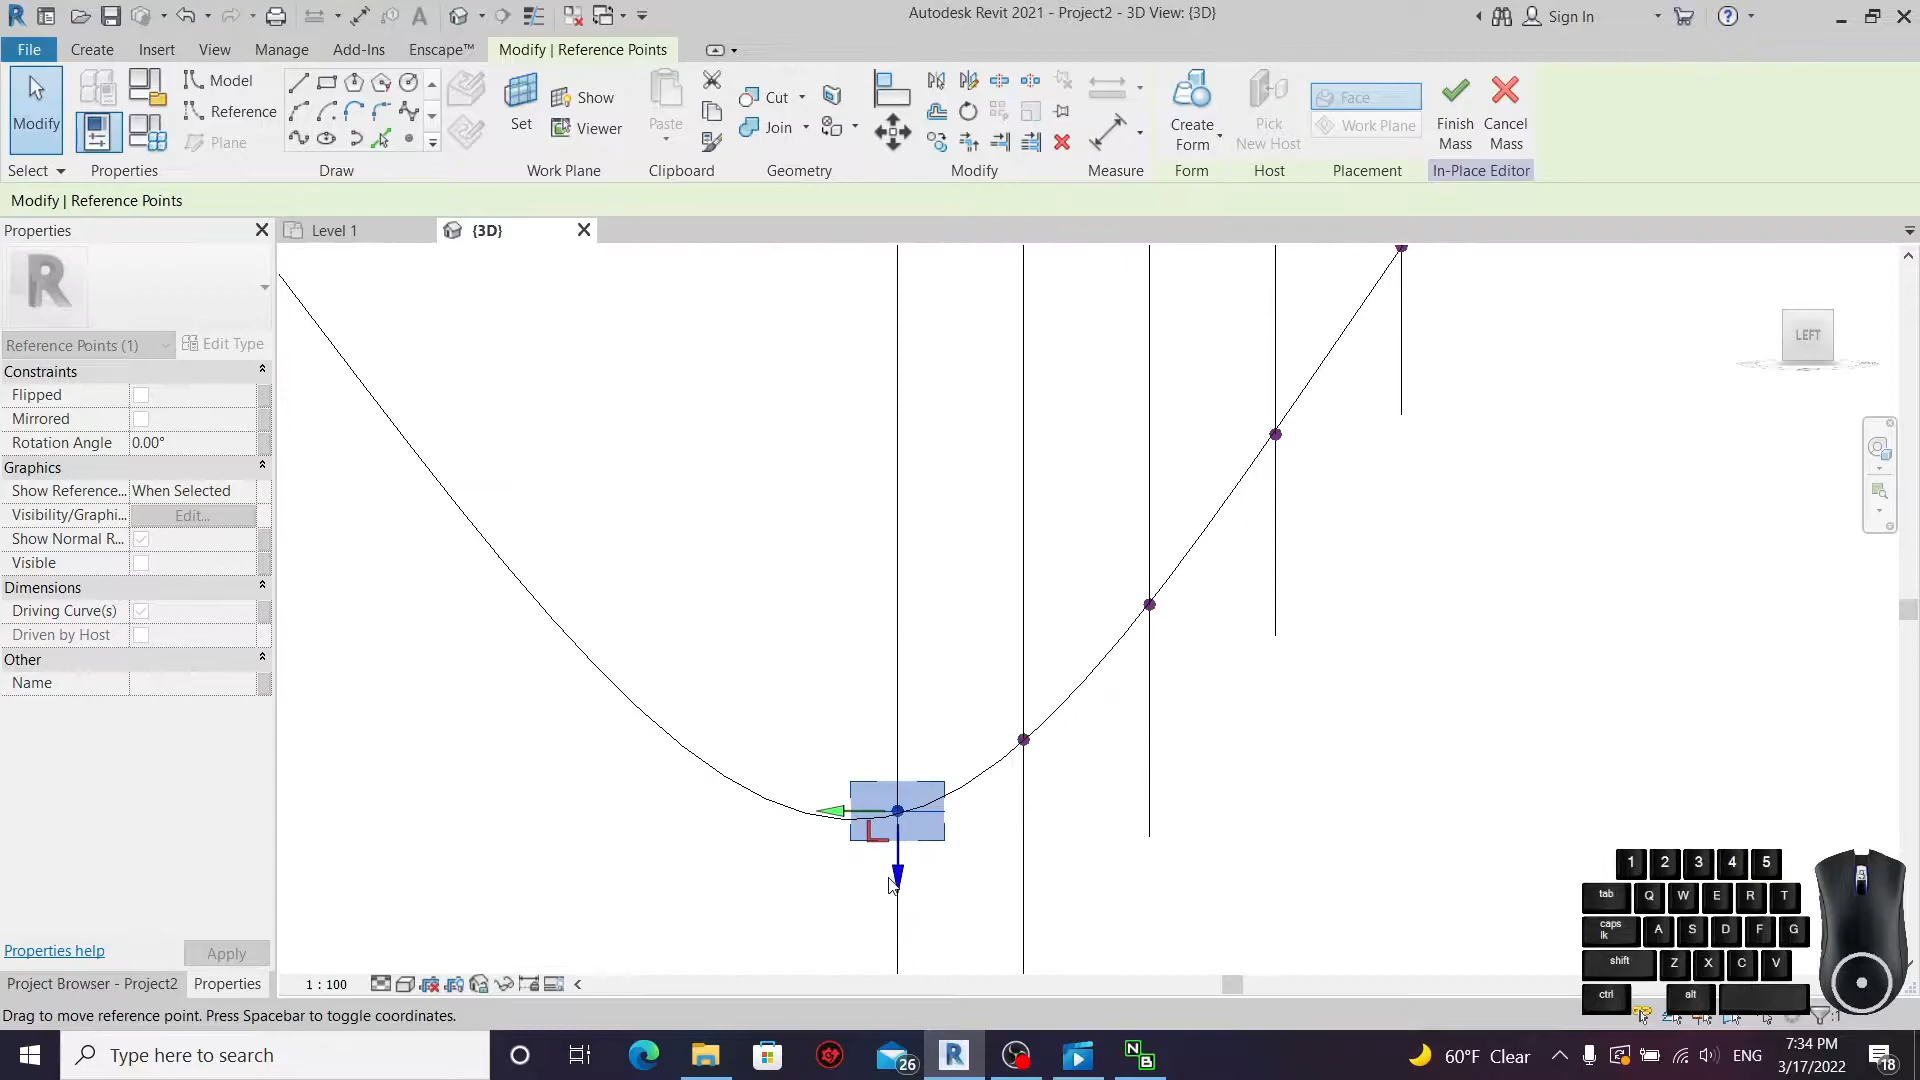 Autodesk Revit 2021 - Project2 - 3D View: {3D}
Sign In
File Create Insert View Manage Add-Ins Enscape™ Modify | Reference Points
Modify
Model
Reference
Plane
Set
Show
Viewer
Paste
Cut
Join
Create Form
Pick New Host
Face
Work Plane
Finish Mass
Cancel Mass
Select Properties Draw Work Plane Clipboard Geometry Modify Measure Form Host Placement In-Place Editor
Modify | Reference Points
Properties
Level 1
{3D}
R
Reference Points (1)
Edit Type
Constraints
Flipped
Mirrored
Rotation Angle 0.00°
Graphics
Show Reference... When Selected
Visibility/Graphi... Edit...
Show Normal R...
Visible
Dimensions
Driving Curve(s)
Driven by Host
Other
Name
Properties help
Apply
Project Browser - Project2
Properties
LEFT
1 : 100
Drag to move reference point. Press Spacebar to toggle coordinates.
:1
1 2 3 4 5
tab Q W E R T
caps lk A S D F G
shift Z X C V
ctrl alt
Type here to search
26
R
N B
60°F Clear
ENG
7:34 PM
3/17/2022
18